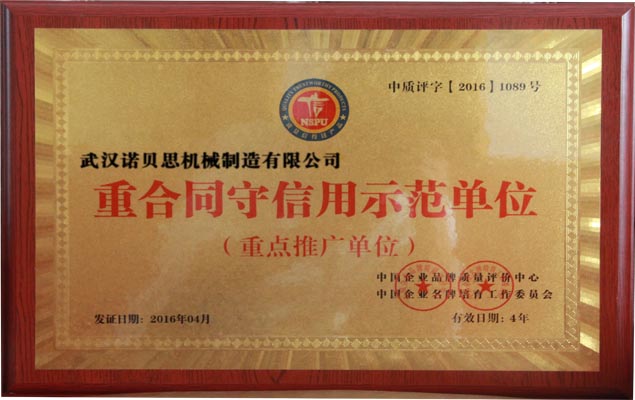 中质评字【2016】1089号
NSPU
武汉诺贝思机械制造有限公司
重合同守信用示范单位
（重点推广单位）
中国企业品牌质量评价中心
中国企业名牌培育工作委员会
发证日期：2016年04月
有效日期：4年